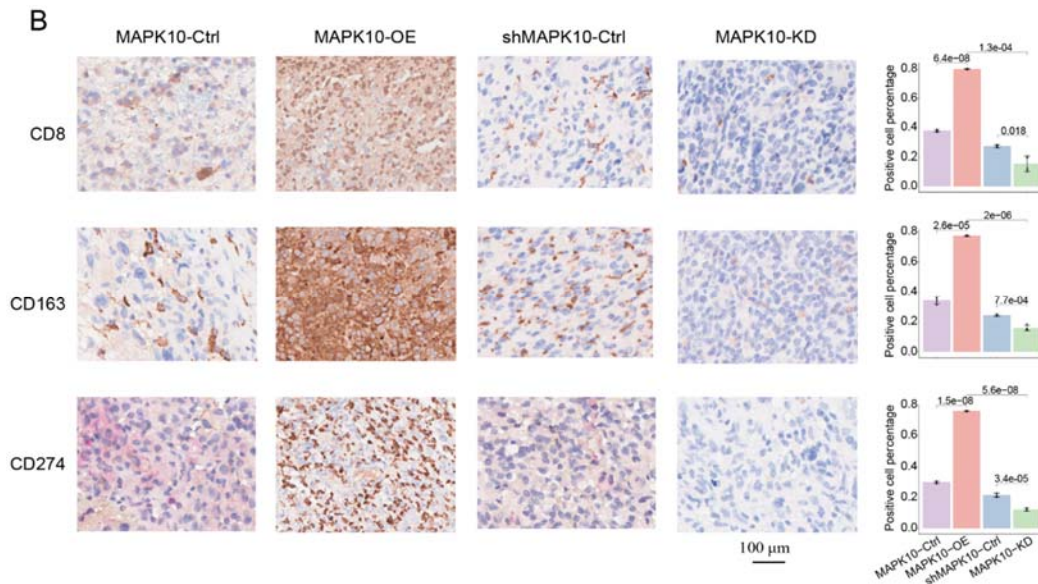 B
MAPK10-Ctrl MAPK10-OE shMAPK10-Ctrl MAPK10-KD
CD8
CD163
CD274
100 μm
1.3e-04
6.4e-08
0.018
Positive cell percentage
0.8
0.6
0.4
0.2
0.0
2e-06
2.6e-05
7.7e-04
Positive cell percentage
0.8
0.6
0.4
0.2
0.0
5.6e-08
1.5e-08
3.4e-05
Positive cell percentage
0.8
0.6
0.4
0.2
0.0
MAPK10-Ctrl
MAPK10-OE
shMAPK10-Ctrl
MAPK10-KD